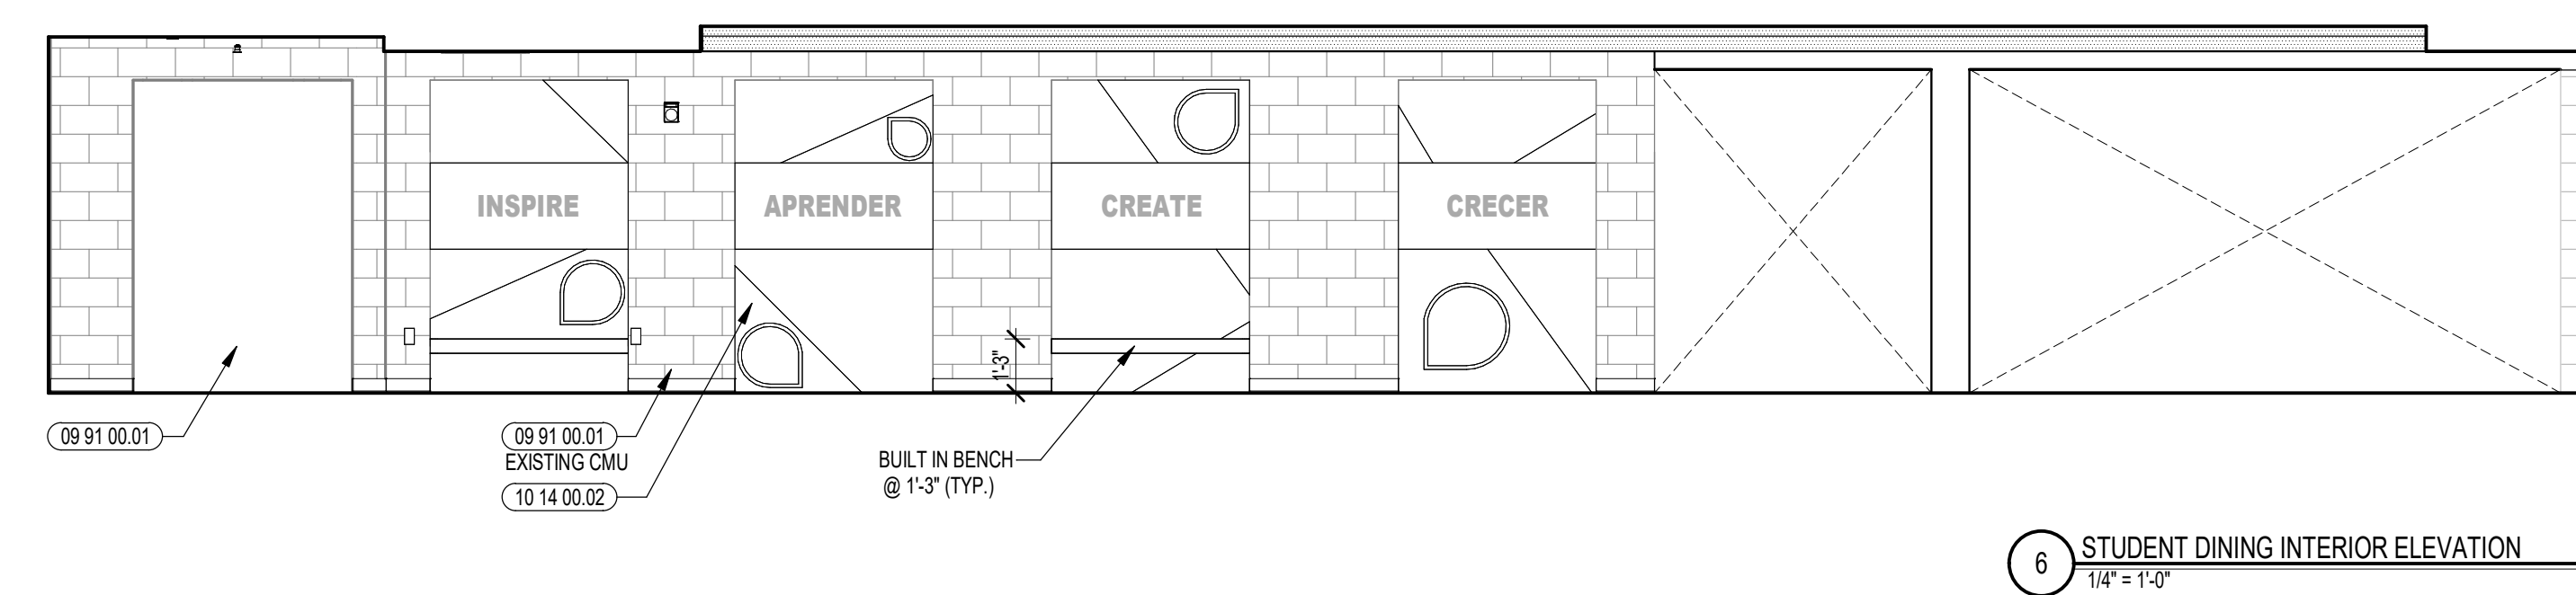 INSPIRE
APRENDER
CREATE
CRECER
1'-3"
09 91 00.01
09 91 00.01
EXISTING CMU
10 14 00.02
BUILT IN BENCH
@ 1'-3" (TYP.)
6
STUDENT DINING INTERIOR ELEVATION
1/4" = 1'-0"